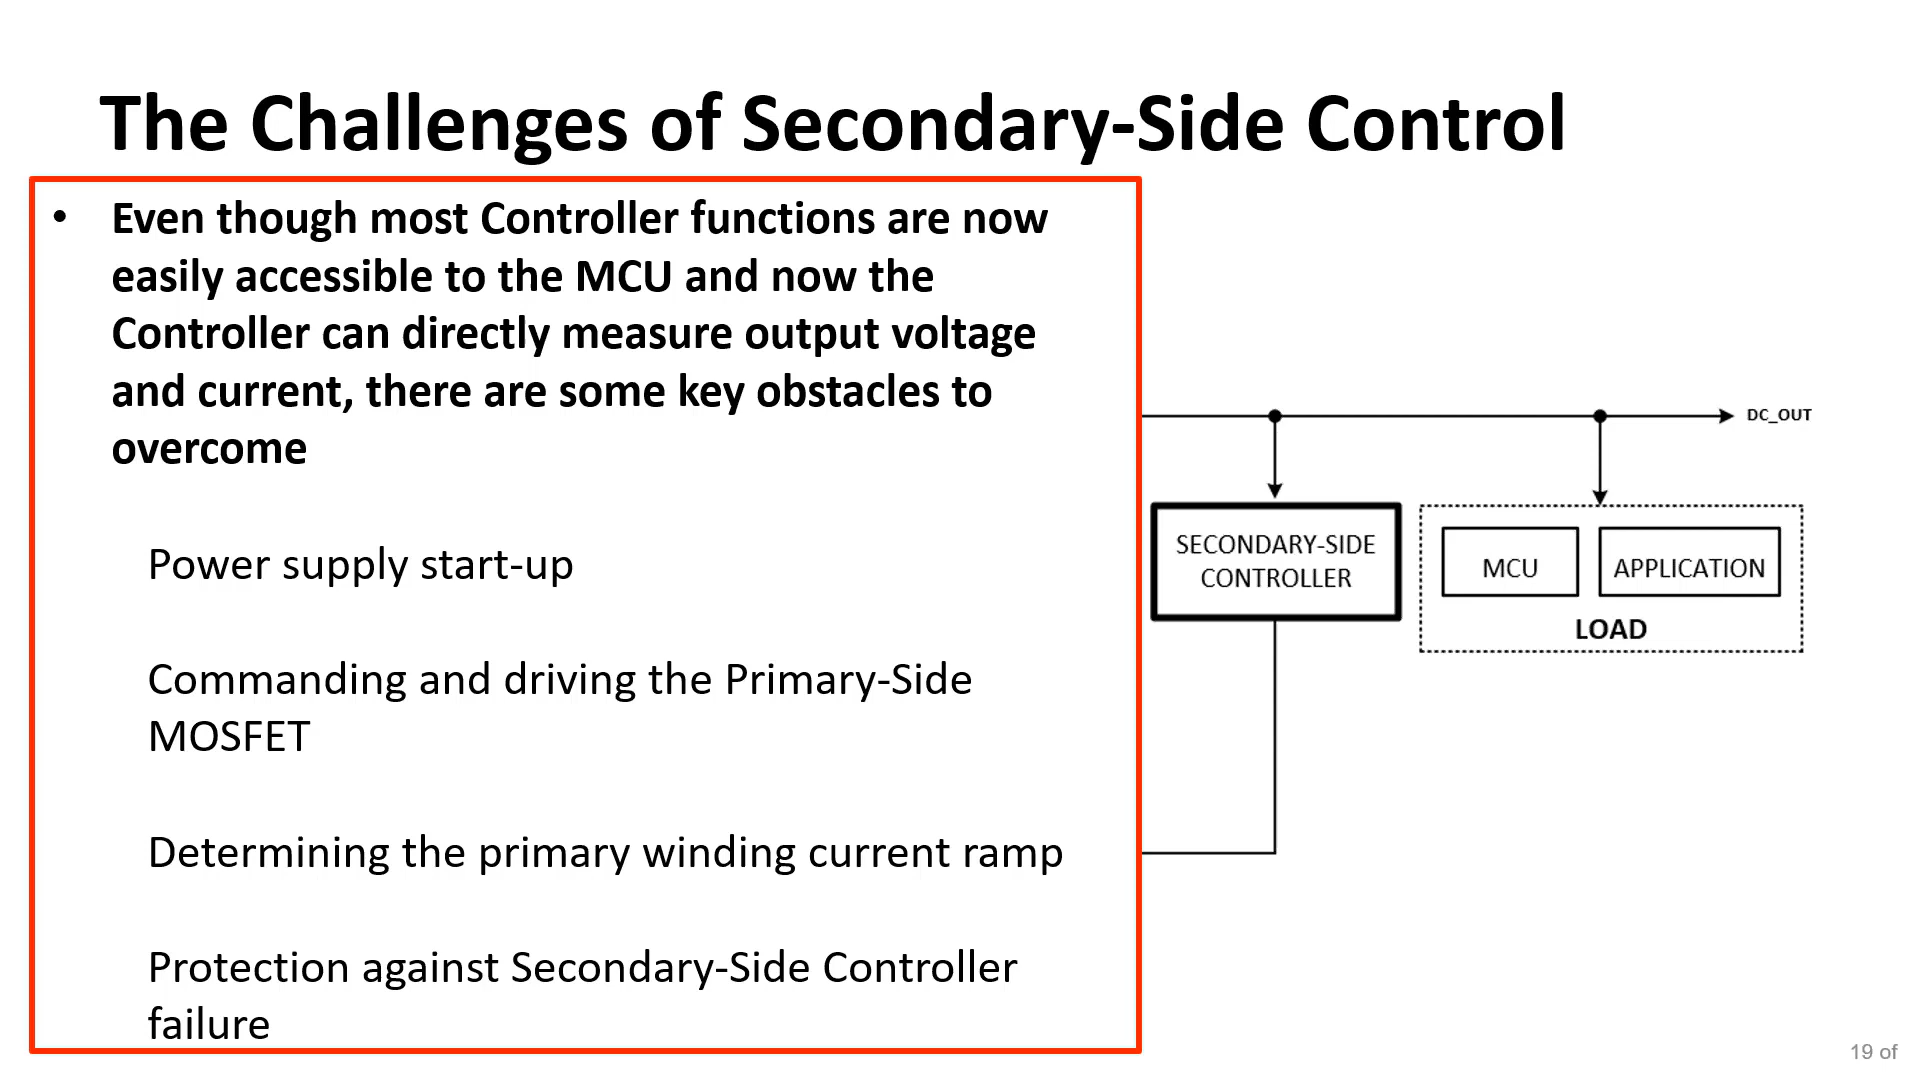 The Challenges of Secondary-Side Control
• Even though most Controller functions are now
easily accessible to the MCU and now the
Controller can directly measure output voltage
and current, there are some key obstacles to
overcome
Power supply start-up
Commanding and driving the Primary-Side
MOSFET
Determining the primary winding current ramp
Protection against Secondary-Side Controller
failure
DC_OUT
SECONDARY-SIDE
CONTROLLER
MCU
APPLICATION
LOAD
19 of